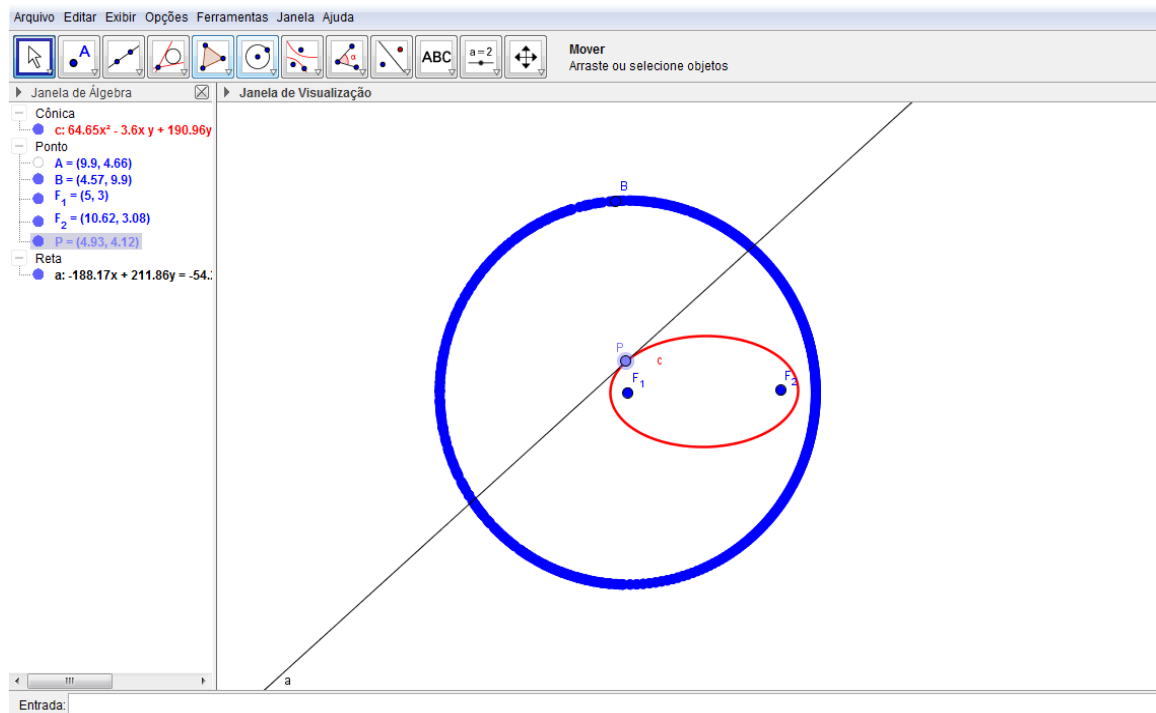 Arquivo Editar Exibir Opções Ferramentas Janela Ajuda
A
α
ABC
a=2
Mover
Arraste ou selecione objetos
Janela de Álgebra
Janela de Visualização
Cônica
c: 64.65x² - 3.6x y + 190.96y
Ponto
A = (9.9, 4.66)
B = (4.57, 9.9)
F₁ = (5, 3)
F₂ = (10.62, 3.08)
P = (4.93, 4.12)
Reta
a: -188.17x + 211.86y = -54.
B
P
c
F₁
F₂
a
Entrada: